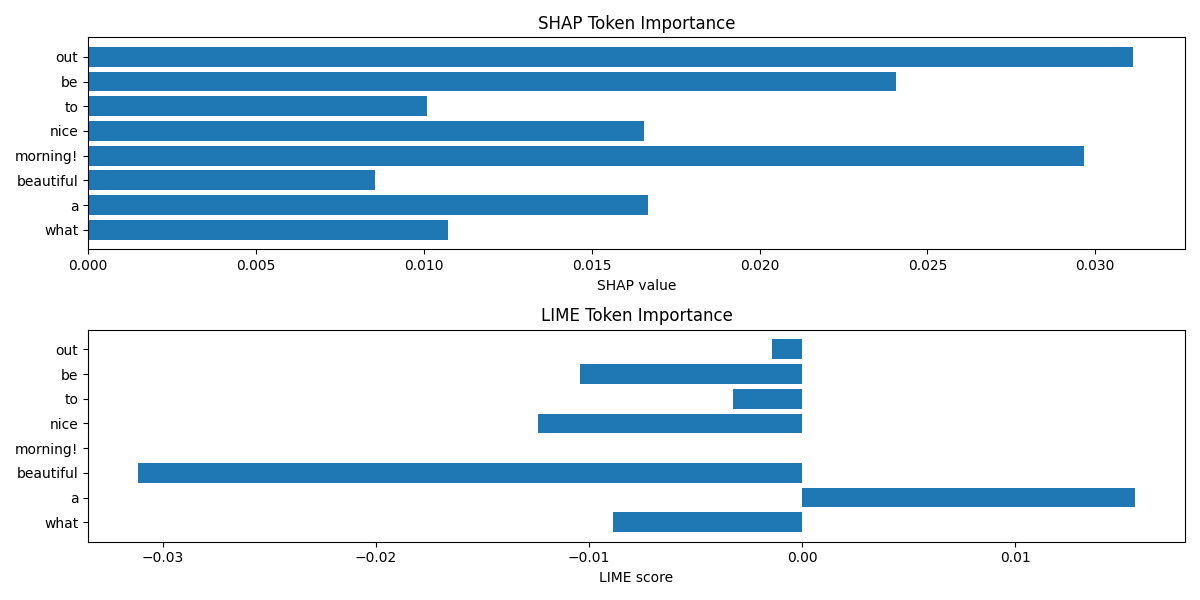 SHAP Token Importance
out
be
to
nice
morning!
beautiful
a
what
0.000 0.005 0.010 0.015 0.020 0.025 0.030
SHAP value
LIME Token Importance
out
be
to
nice
morning!
beautiful
a
what
−0.03 −0.02 −0.01 0.00 0.01
LIME score